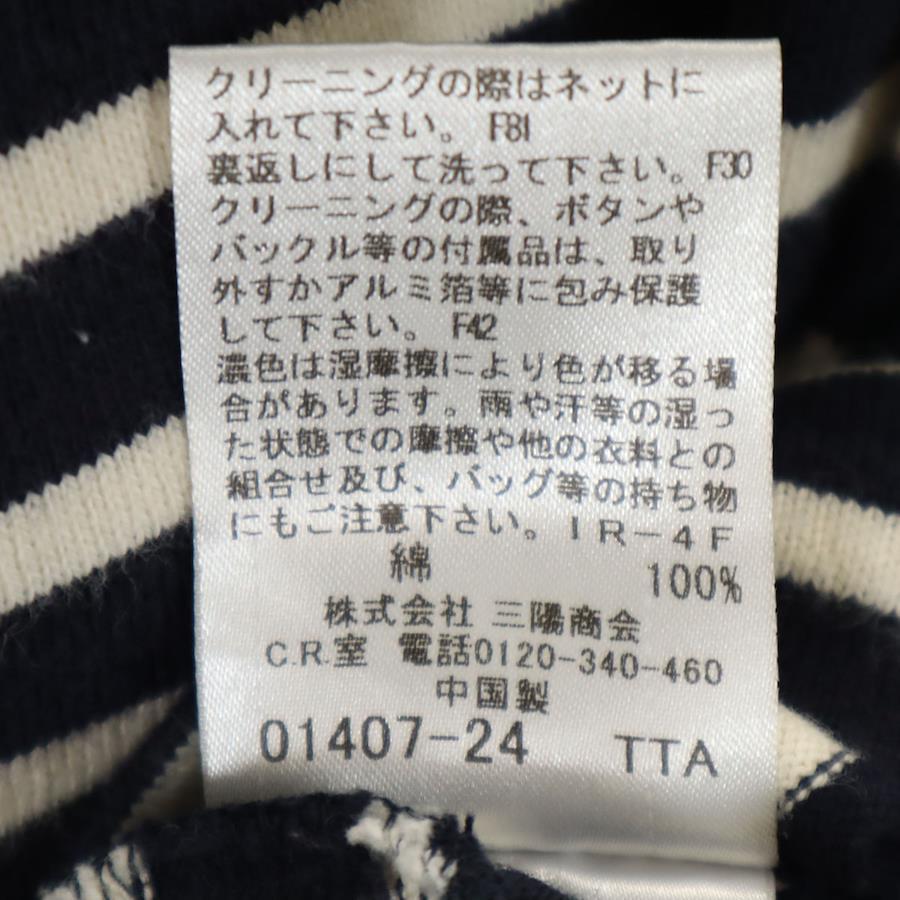 クリーニングの際はネットに
入れて下さい。 F81
裏返しにして洗って下さい。F30
クリーニングの際、ボタンや
バックル等の付属品は、取り
外すかアルミ箔等に包み保護
して下さい。 F42
濃色は湿摩擦により色が移る場
合があります。雨や汗等の湿っ
た状態での摩擦や他の衣料との
組合せ及び、バッグ等の持ち物
にもご注意下さい。IR-4F
綿 100%
株式会社 三陽商会
C.R.室 電話0120-340-460
中国製
01407-24 TTA